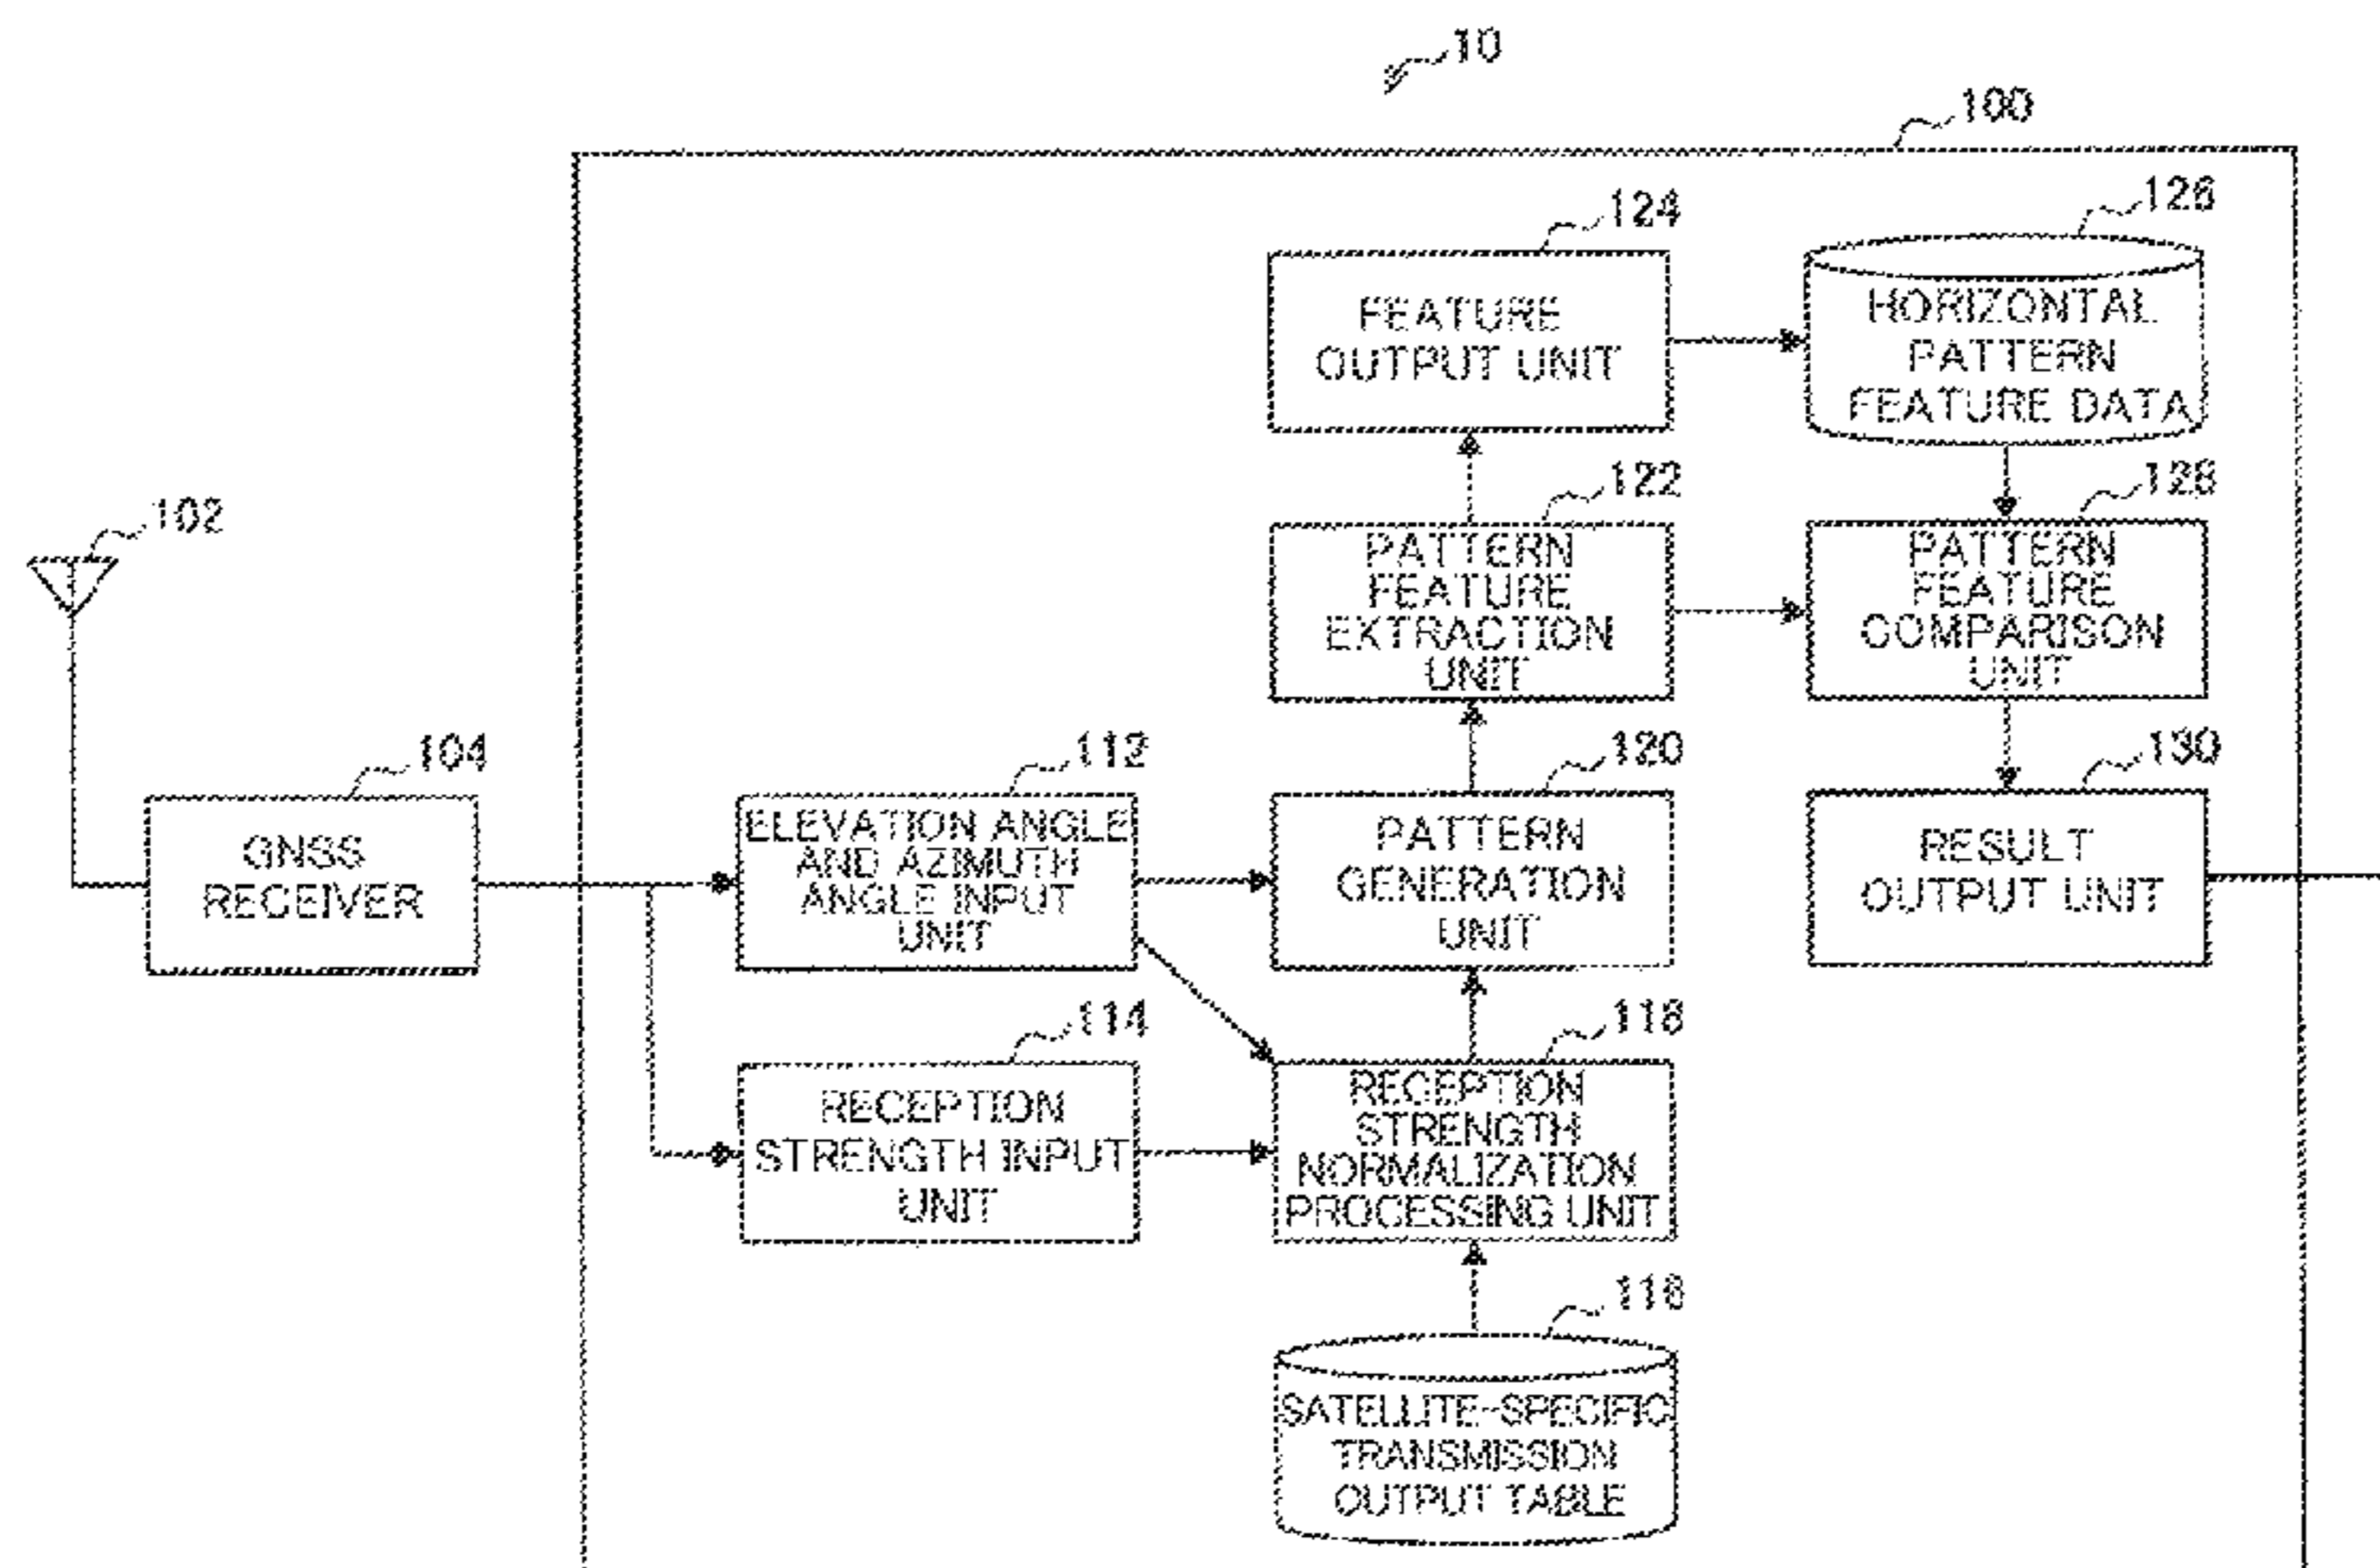 10
100
124
FEATURE
OUTPUT UNIT
126
HORIZONTAL
PATTERN
FEATURE DATA
102
122
PATTERN
FEATURE
EXTRACTION
UNIT
128
PATTERN
FEATURE
COMPARISON
UNIT
104
GNSS
RECEIVER
112
ELEVATION ANGLE
AND AZIMUTH
ANGLE INPUT
UNIT
120
PATTERN
GENERATION
UNIT
130
RESULT
OUTPUT UNIT
114
RECEPTION
STRENGTH INPUT
UNIT
118
RECEPTION
STRENGTH
NORMALIZATION
PROCESSING UNIT
116
SATELLITE-SPECIFIC
TRANSMISSION
OUTPUT TABLE